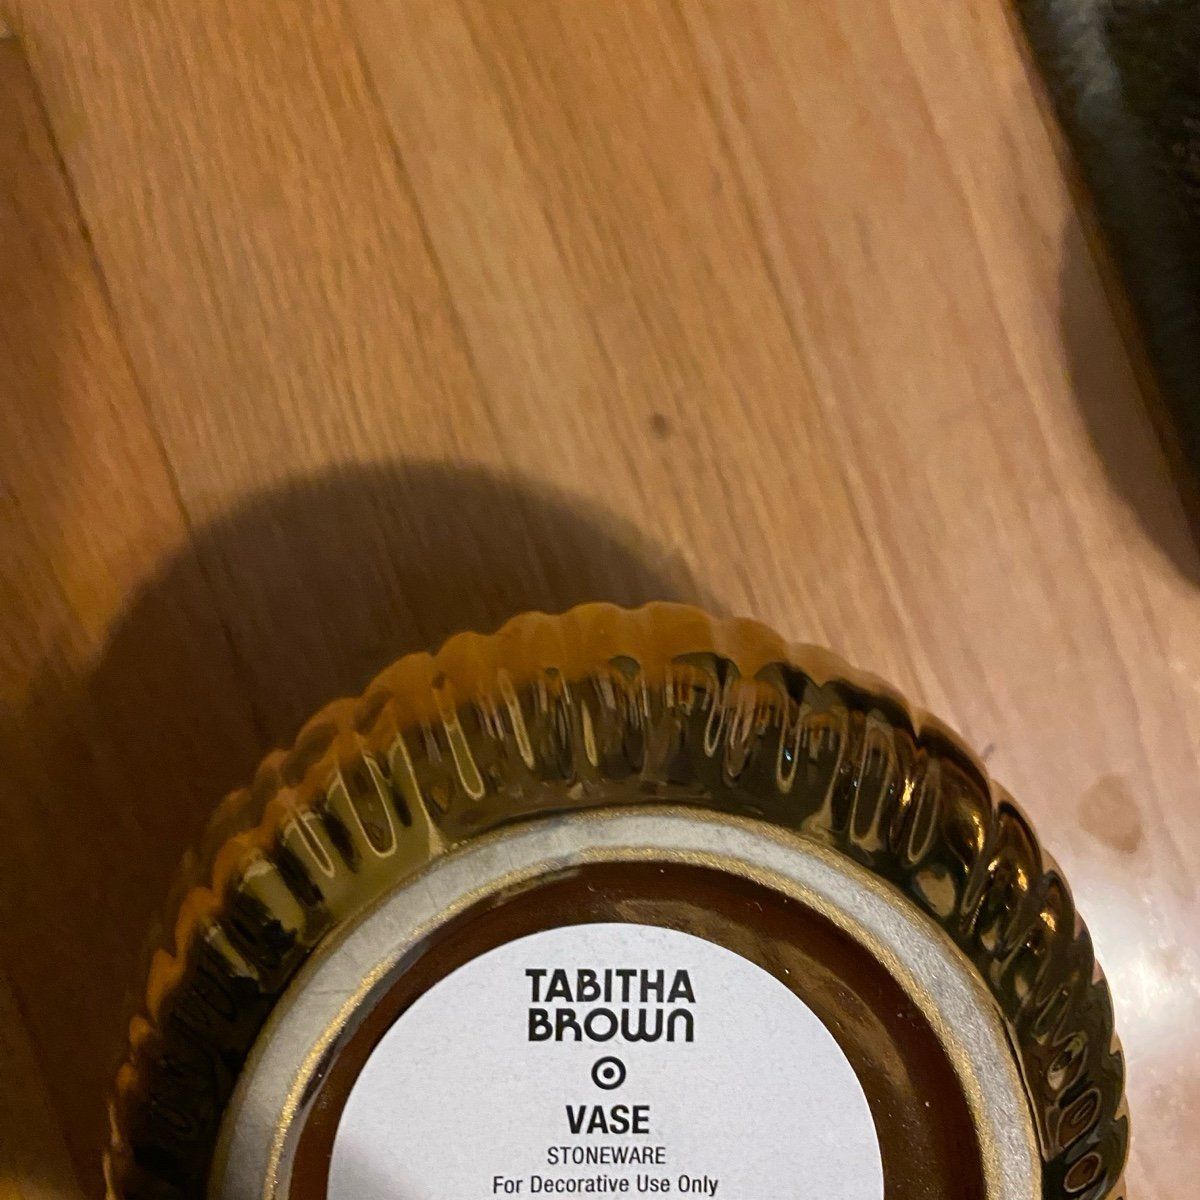 TABITHA
BROWN
VASE
STONEWARE
For Decorative Use Only